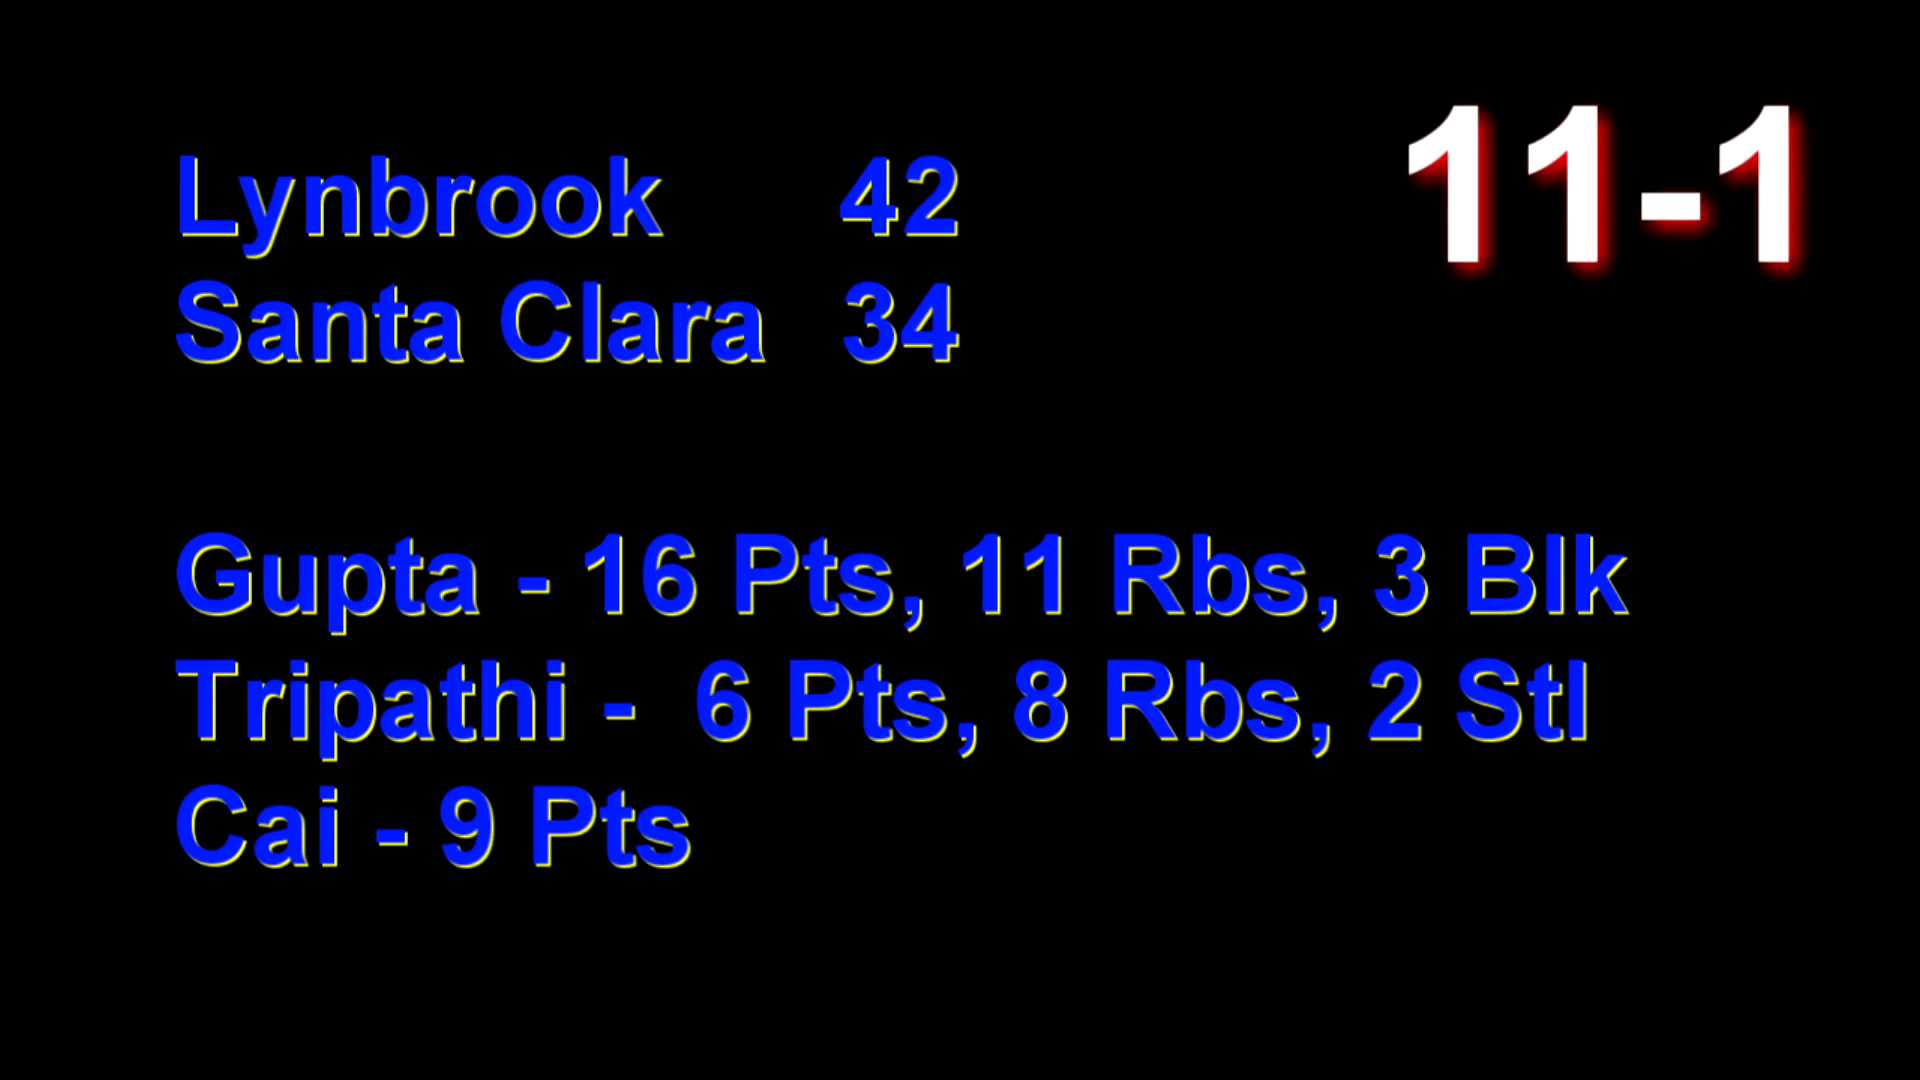 11-1
Lynbrook 42
Santa Clara 34
Gupta - 16 Pts, 11 Rbs, 3 Blk
Tripathi - 6 Pts, 8 Rbs, 2 Stl
Cai - 9 Pts